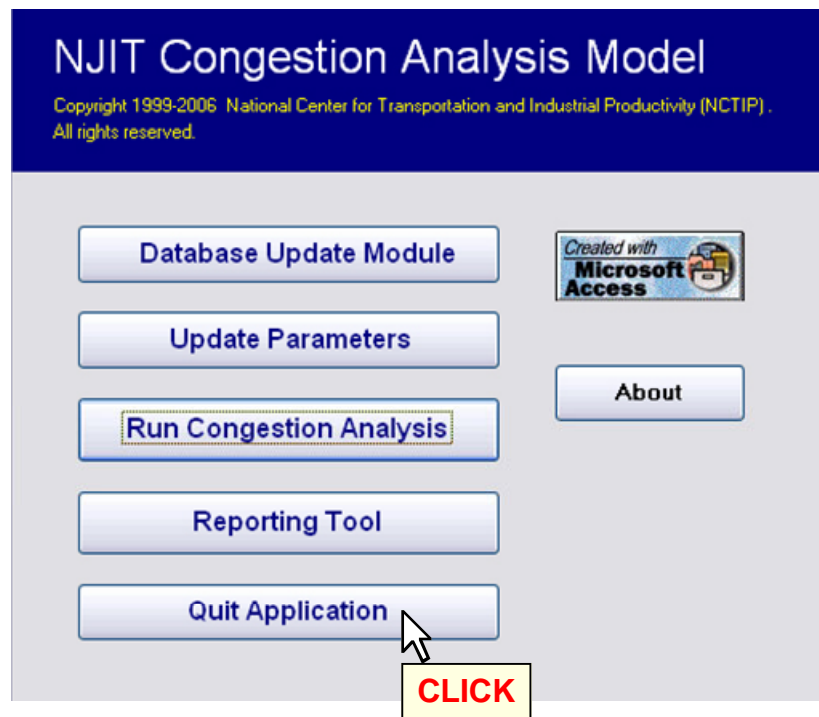 NJIT Congestion Analysis Model
Copyright 1999-2006 National Center for Transportation and Industrial Productivity (NCTIP) .
All rights reserved.
Database Update Module
Created with
Microsoft
Access
Update Parameters
About
Run Congestion Analysis
Reporting Tool
Quit Application
CLICK